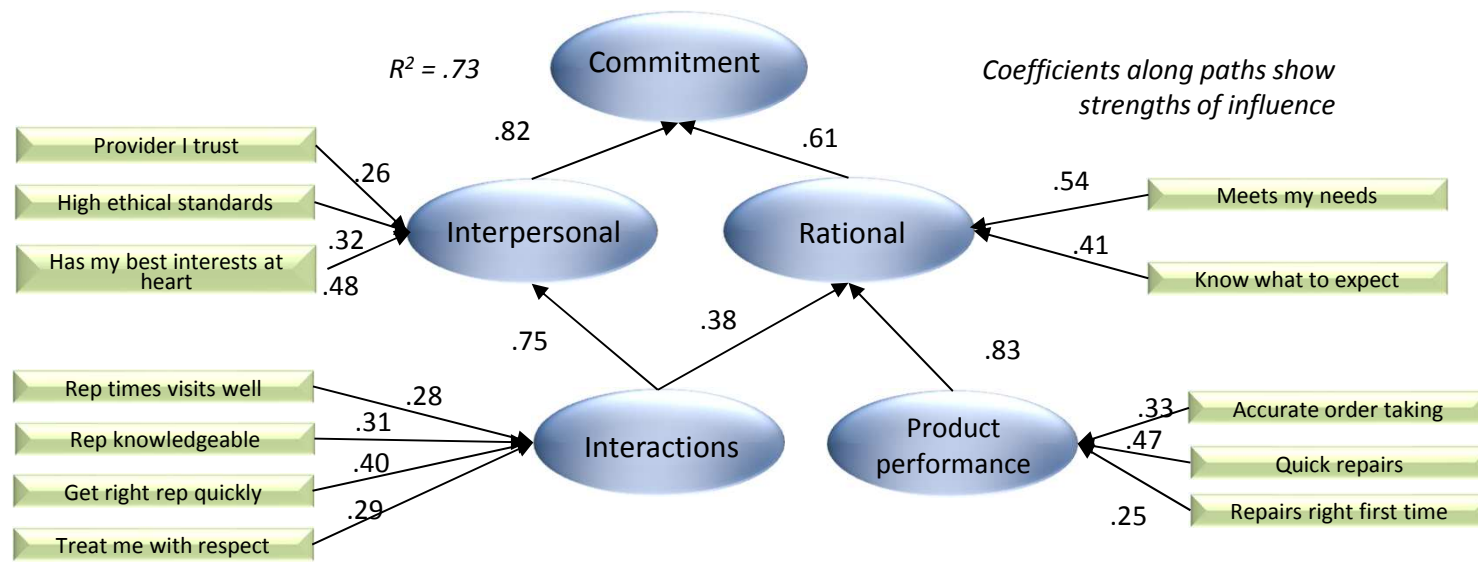 Commitment
R² = .73
Coefficients along paths show
strengths of influence
.82
.61
Provider I trust
.26
High ethical standards
.32
Has my best interests at
heart
.48
Interpersonal
Rational
.54
Meets my needs
.41
Know what to expect
.75
.38
.83
Rep times visits well
.28
Rep knowledgeable
.31
Get right rep quickly
.40
Treat me with respect
.29
Interactions
Product
performance
.33
Accurate order taking
.47
Quick repairs
.25
Repairs right first time